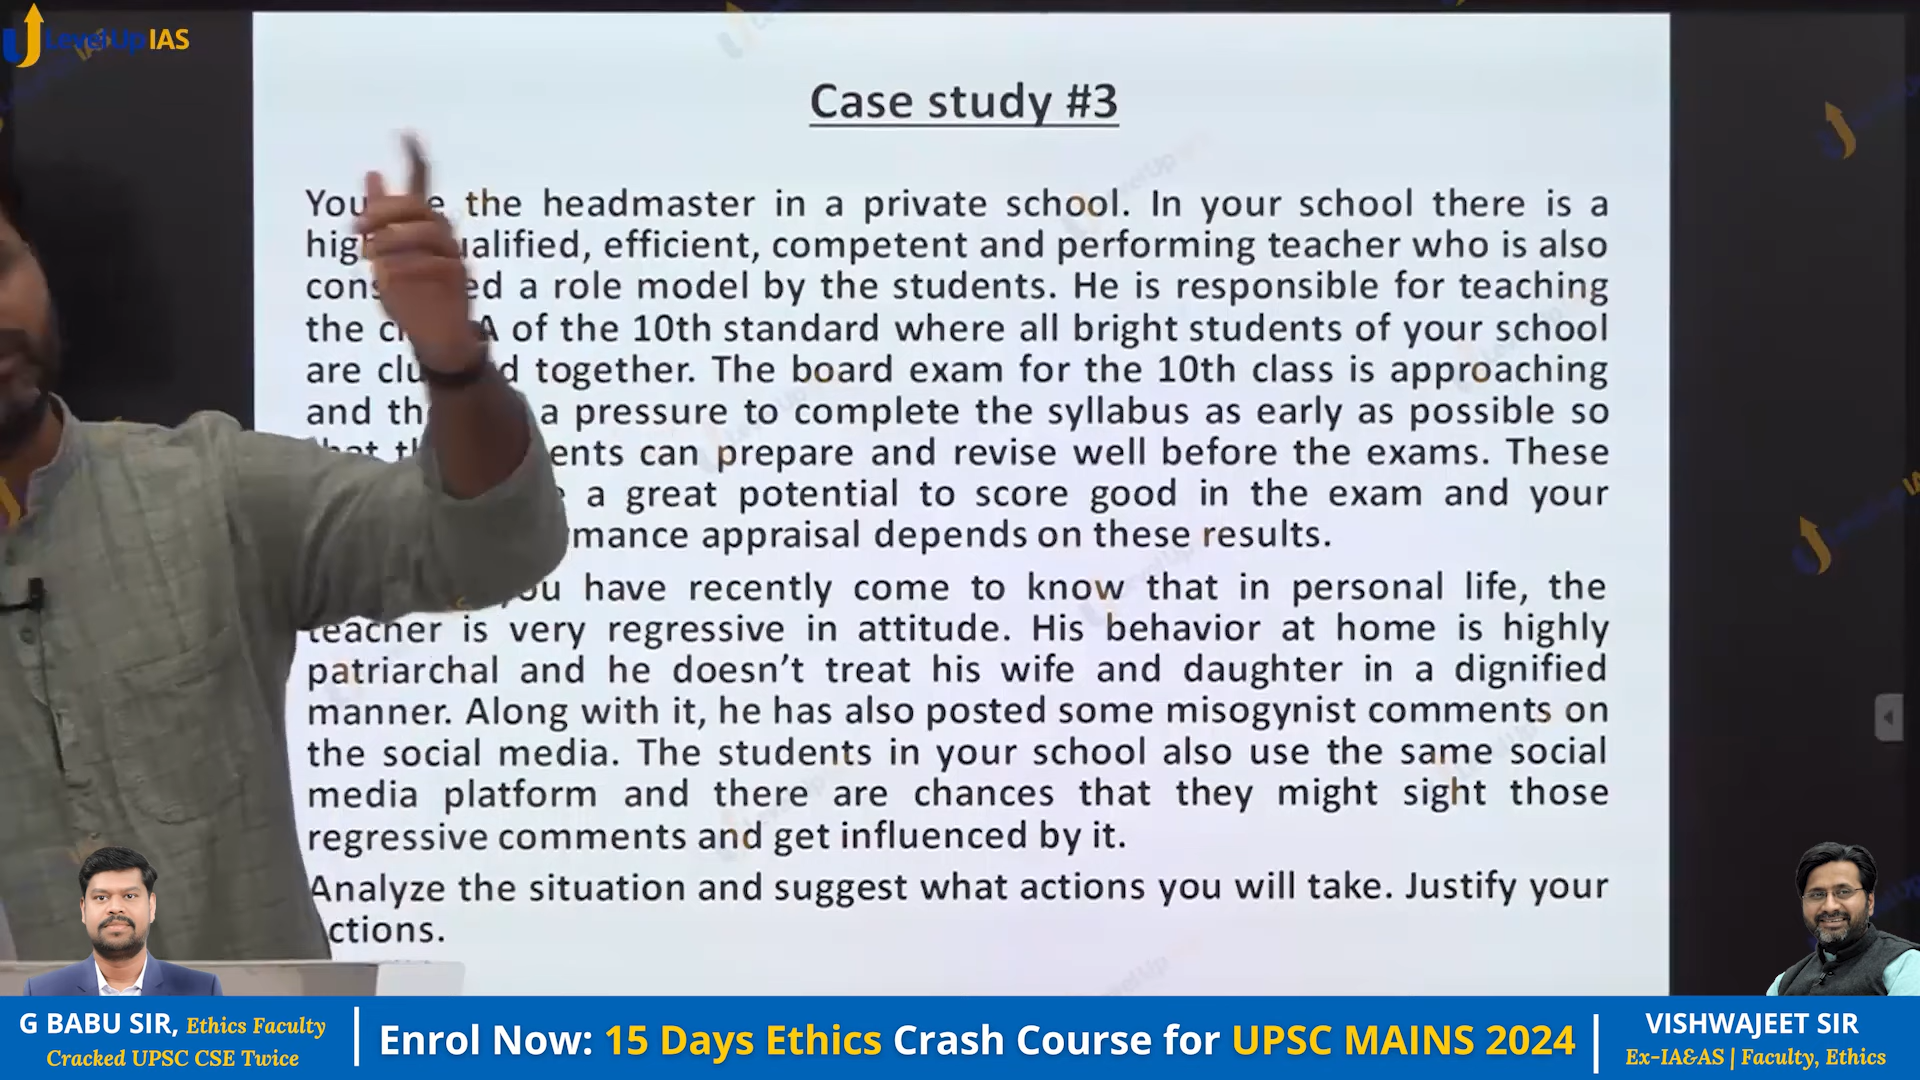 LevelUp IAS
Case study #3
You the headmaster in a private school. In your school there is a
efficient, competent and performing teacher who is also
a role model by the students. He is responsible for teaching
the A of the 10th standard where all bright students of your school
are together. The board exam for the 10th class is approaching
and a pressure to complete the syllabus as early as possible so
can prepare and revise well before the exams. These
a great potential to score good in the exam and your
appraisal depends on these results.
have recently come to know that in personal life, the
teacher is very regressive in attitude. His behavior at home is highly
patriarchal and he doesn’t treat his wife and daughter in a dignified
manner. Along with it, he has also posted some misogynist comments on
the social media. The students in your school also use the same social
media platform and there are chances that they might sight those
regressive comments and get influenced by it.
Analyze the situation and suggest what actions you will take. Justify your
G BABU SIR, Ethics Faculty
Cracked UPSC CSE Twice
Enrol Now: 15 Days Ethics Crash Course for UPSC MAINS 2024
VISHWAJEET SIR
Ex-IA&AS | Faculty, Ethics